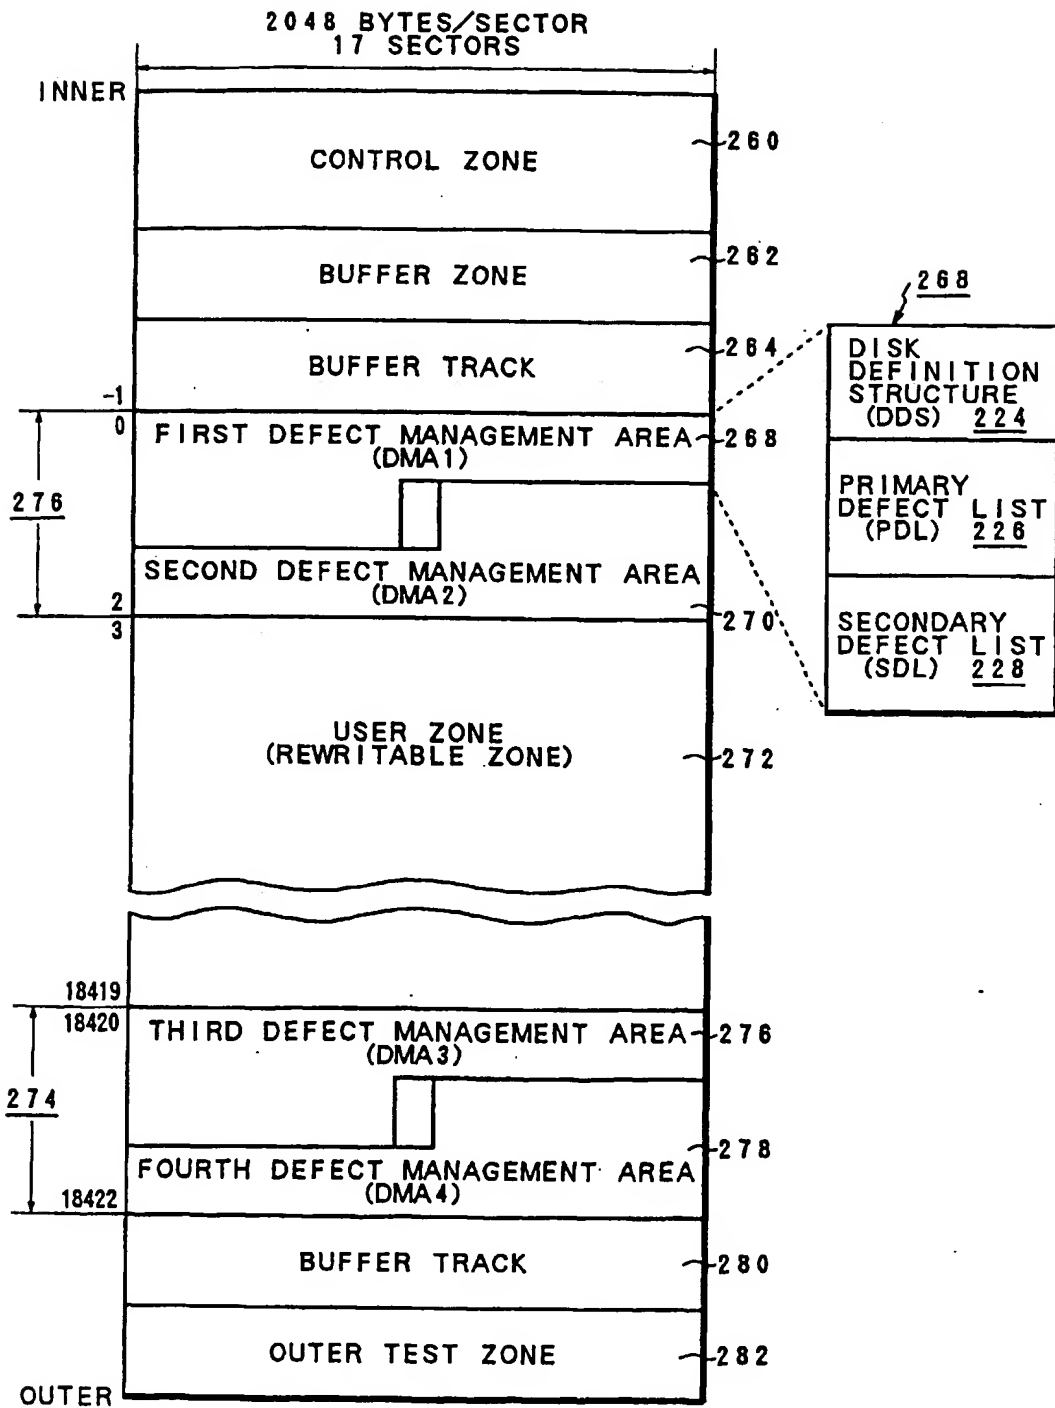 2048 BYTES/SECTOR
17 SECTORS
INNER
CONTROL ZONE
260
BUFFER ZONE
262
BUFFER TRACK
264
-1
0
FIRST DEFECT MANAGEMENT AREA
(DMA1)
268
276
SECOND DEFECT MANAGEMENT AREA
(DMA2)
270
2
3
USER ZONE
(REWRITABLE ZONE)
272
268
DISK
DEFINITION
STRUCTURE
(DDS) 224
PRIMARY
DEFECT LIST
(PDL) 226
SECONDARY
DEFECT LIST
(SDL) 228
18419
18420
THIRD DEFECT MANAGEMENT AREA
(DMA3)
276
274
278
FOURTH DEFECT MANAGEMENT AREA
(DMA4)
18422
BUFFER TRACK
280
OUTER TEST ZONE
282
OUTER